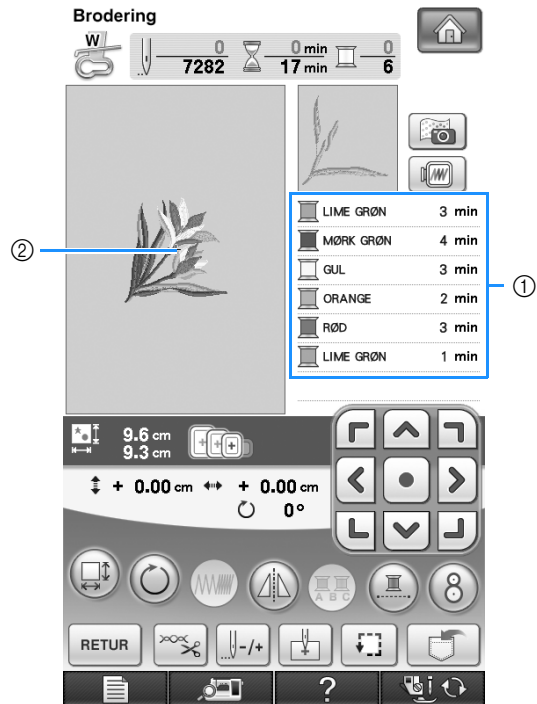 Brodering
W
0 0 min 0
7282 17 min 6
LIME GRØN 3 min
MØRK GRØN 4 min
GUL 3 min
ORANGE 2 min
RØD 3 min
LIME GRØN 1 min
①
②
9.6 cm
9.3 cm
+ 0.00 cm + 0.00 cm
0°
A B C
8
RETUR
-/+
?